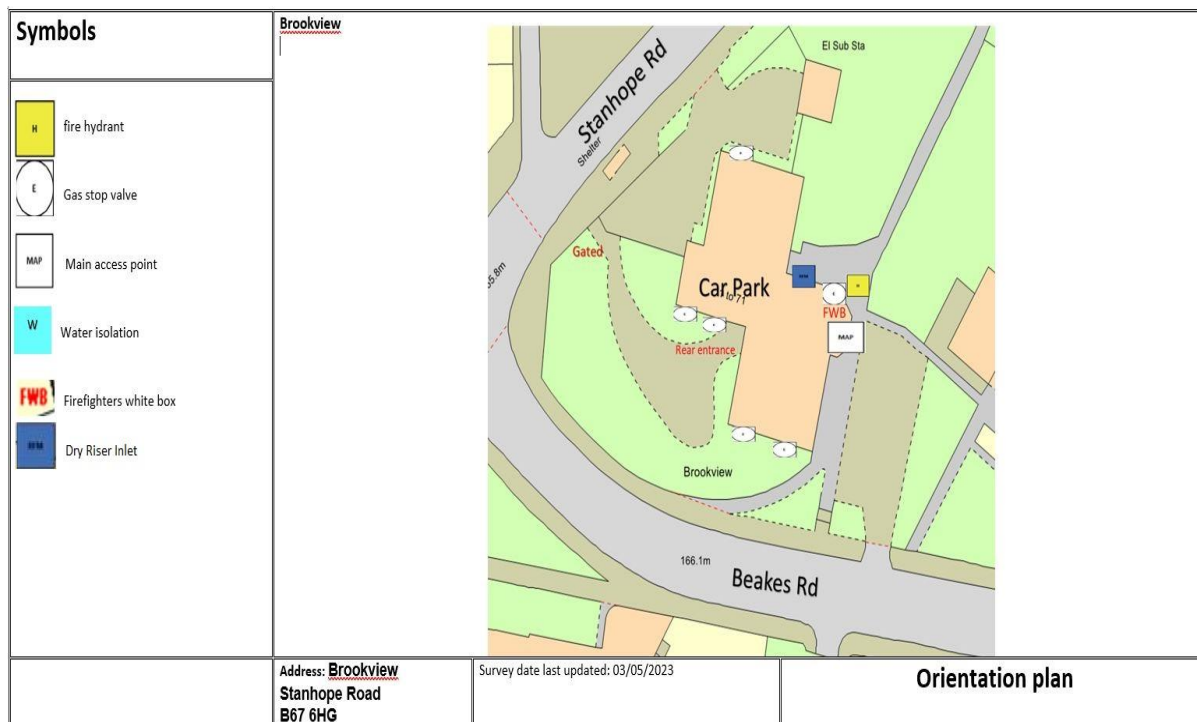 Symbols
H
fire hydrant
E
Gas stop valve
MAP
Main access point
W
Water isolation
FWB
Firefighters white box
Dry Riser Inlet
Brookview
El Sub Sta
Stanhope Rd
Shelter
Gated
Car Park
to 71
FWB
MAP
Rear entrance
Brookview
166.1m
Beakes Rd
Address: Brookview
Stanhope Road
B67 6HG
Survey date last updated: 03/05/2023
Orientation plan